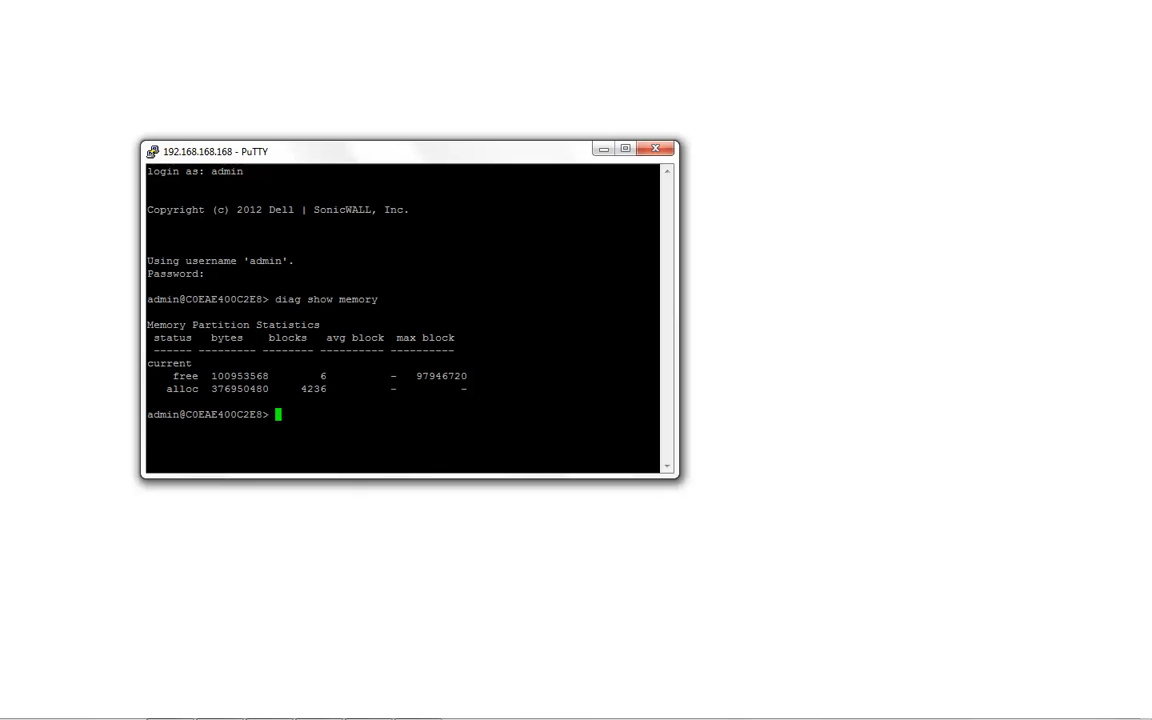 192.168.168.168 - PuTTY
login as: admin
Copyright (c) 2012 Dell | SonicWALL, Inc.
Using username 'admin'.
Password:
admin@C0EAE400C2E8> diag show memory
Memory Partition Statistics
status bytes blocks avg block max block
------ --------- -------- ---------- ----------
current
free 100953568 6 - 97946720
alloc 376950480 4236 - -
admin@C0EAE400C2E8>